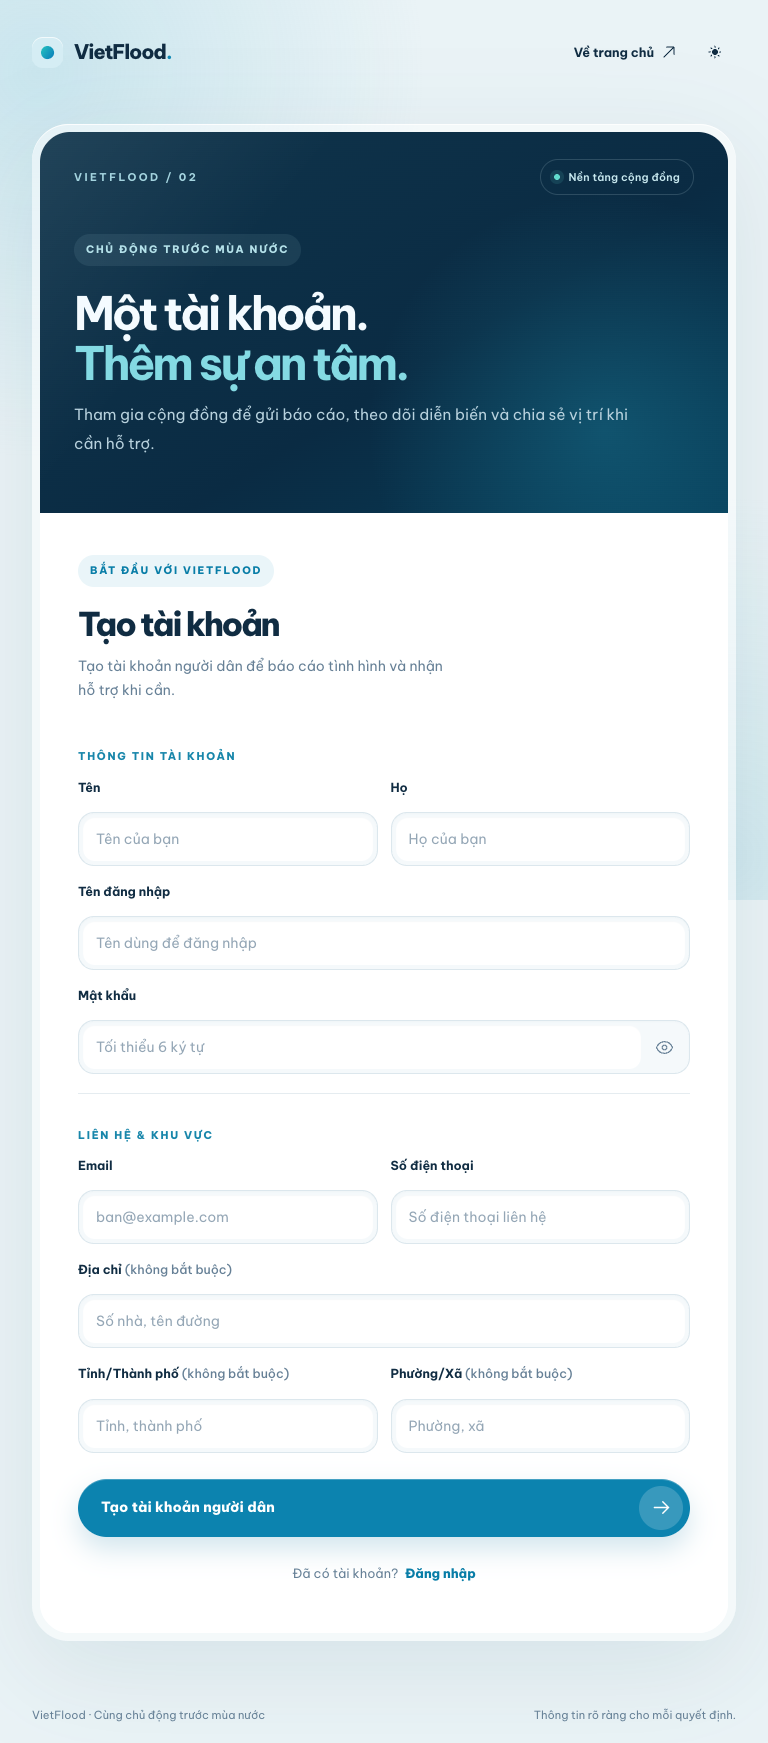 VietFlood.
Về trang chủ
VIETFLOOD / 02
Nền tảng cộng đồng
CHỦ ĐỘNG TRƯỚC MÙA NƯỚC
Một tài khoản.
Thêm sự an tâm.
Tham gia cộng đồng để gửi báo cáo, theo dõi diễn biến và chia sẻ vị trí khi
cần hỗ trợ.
BẮT ĐẦU VỚI VIETFLOOD
Tạo tài khoản
Tạo tài khoản người dân để báo cáo tình hình và nhận
hỗ trợ khi cần.
THÔNG TIN TÀI KHOẢN
Tên
Họ
Tên của bạn
Họ của bạn
Tên đăng nhập
Tên dùng để đăng nhập
Mật khẩu
Tối thiểu 6 ký tự
LIÊN HỆ & KHU VỰC
Email
Số điện thoại
ban@example.com
Số điện thoại liên hệ
Địa chỉ (không bắt buộc)
Số nhà, tên đường
Tỉnh/Thành phố (không bắt buộc)
Phường/Xã (không bắt buộc)
Tỉnh, thành phố
Phường, xã
Tạo tài khoản người dân
Đã có tài khoản? Đăng nhập
VietFlood · Cùng chủ động trước mùa nước
Thông tin rõ ràng cho mỗi quyết định.